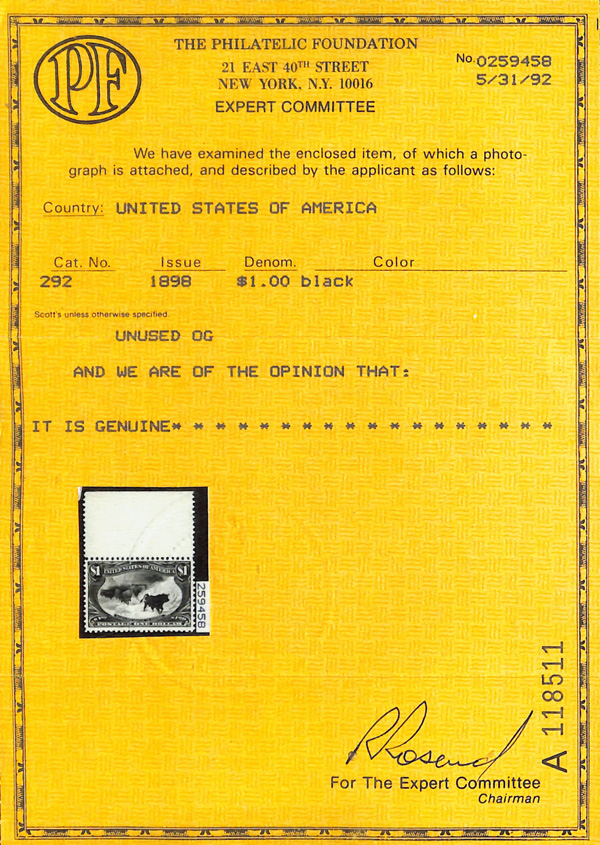 PF
THE PHILATELIC FOUNDATION
21 EAST 40TH STREET
NEW YORK, N.Y. 10016
EXPERT COMMITTEE
No. 0259458
5/31/92
We have examined the enclosed item, of which a photo-
graph is attached, and described by the applicant as follows:
Country: UNITED STATES OF AMERICA
Cat. No. Issue Denom. Color
292 1898 $1.00 black
Scott's unless otherwise specified
UNUSED OG
AND WE ARE OF THE OPINION THAT:
IT IS GENUINE* * * * * * * * * * * * * * * * * * *
$1 UNITED STATES OF AMERICA $1
POSTAGE ONE DOLLAR
259458
A 118511
For The Expert Committee
Chairman